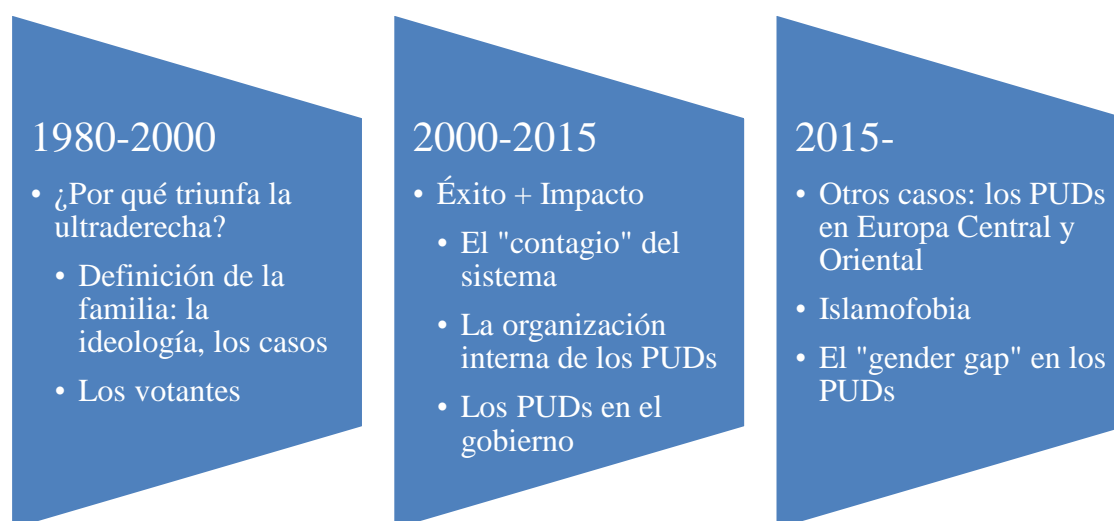 1980-2000
• ¿Por qué triunfa la
ultraderecha?
• Definición de la
familia: la
ideología, los casos
• Los votantes
2000-2015
• Éxito + Impacto
• El "contagio" del
sistema
• La organización
interna de los PUDs
• Los PUDs en el
gobierno
2015-
• Otros casos: los PUDs
en Europa Central y
Oriental
• Islamofobia
• El "gender gap" en los
PUDs